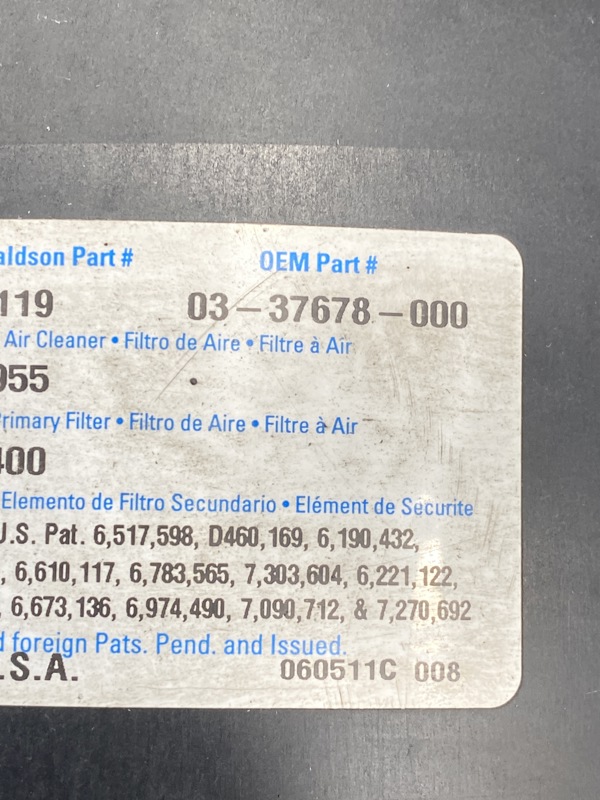 aldson Part # OEM Part #
119 03-37678-000
Air Cleaner • Filtro de Aire • Filtre à Air
955
Primary Filter • Filtro de Aire • Filtre à Air
400
Elemento de Filtro Secundario • Elément de Sécurite
U.S. Pat. 6,517,598, D460,169, 6,190,432,
, 6,610,117, 6,783,565, 7,303,604, 6,221,122,
, 6,673,136, 6,974,490, 7,090,712, & 7,270,692
d foreign Pats. Pend. and Issued.
.S.A. 060511C 008